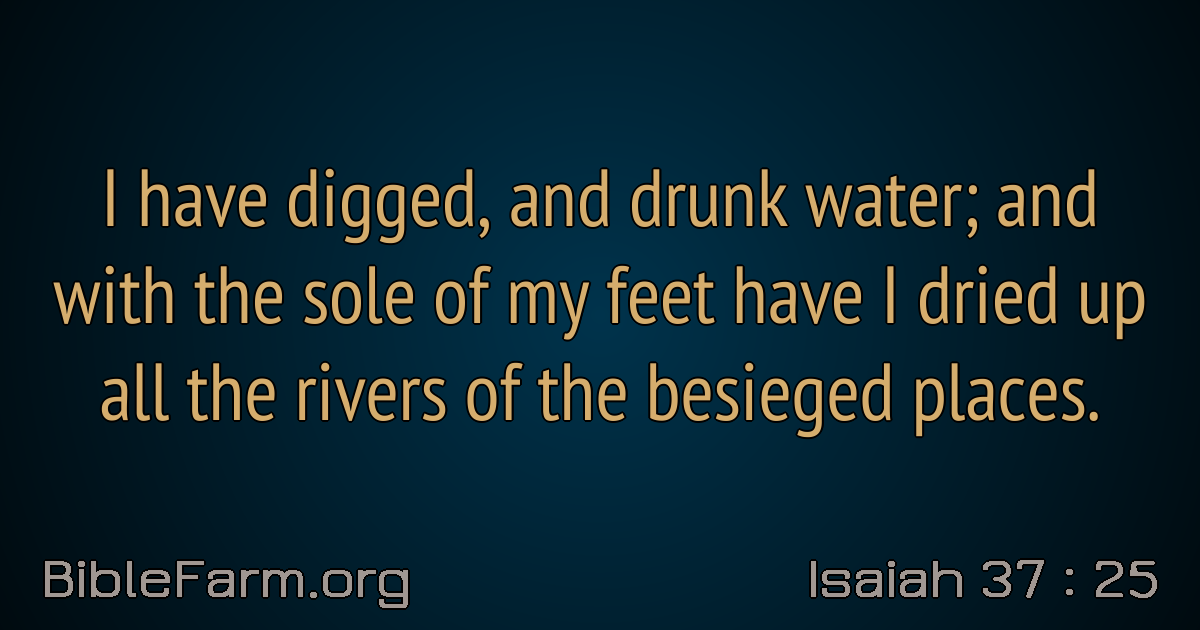 I have digged, and drunk water; and
with the sole of my feet have I dried up
all the rivers of the besieged places.
BibleFarm.org
Isaiah 37 : 25